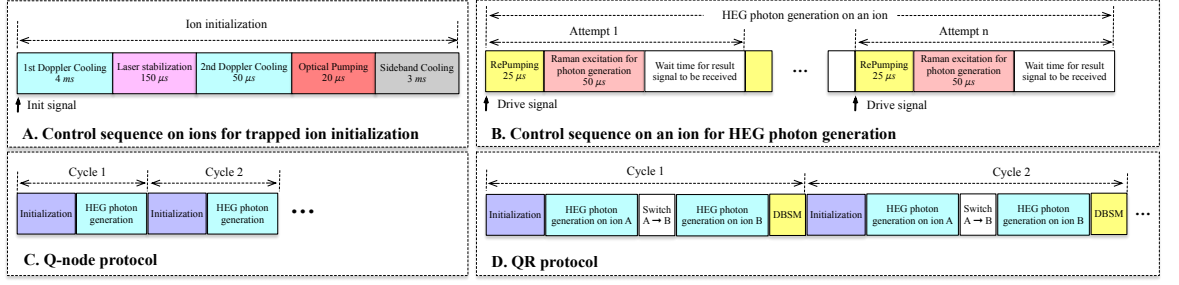 Ion initialization
1st Doppler Cooling
4 ms
Laser stabilization
150 μs
2nd Doppler Cooling
50 μs
Optical Pumping
20 μs
Sideband Cooling
3 ms
Init signal
A. Control sequence on ions for trapped ion initialization
HEG photon generation on an ion
Attempt 1
Attempt n
RePumping
25 μs
Raman excitation for
photon generation
50 μs
Wait time for result
signal to be received
...
RePumping
25 μs
Raman excitation for
photon generation
50 μs
Wait time for result
signal to be received
Drive signal
Drive signal
B. Control sequence on an ion for HEG photon generation
Cycle 1
Cycle 2
Initialization
HEG photon
generation
Initialization
HEG photon
generation
...
C. Q-node protocol
Cycle 1
Cycle 2
Initialization
HEG photon
generation on ion A
Switch
A → B
HEG photon
generation on ion B
DBSM
Initialization
HEG photon
generation on ion A
Switch
A → B
HEG photon
generation on ion B
DBSM
...
D. QR protocol